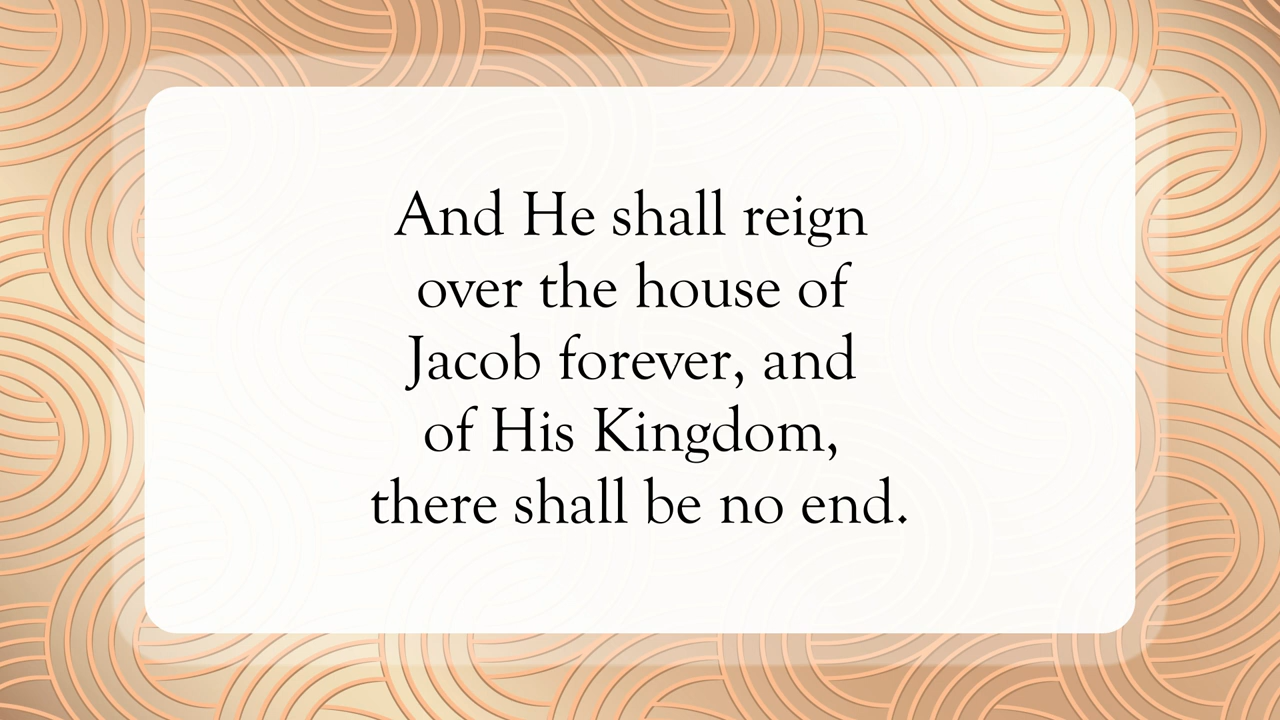 And He shall reign
over the house of
Jacob forever, and
of His Kingdom,
there shall be no end.